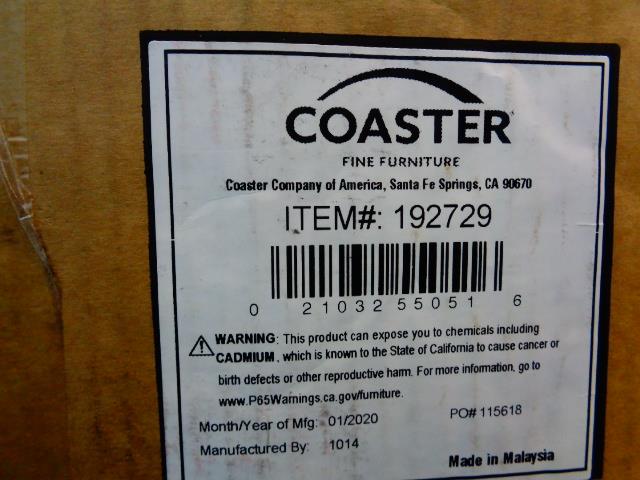 COASTER
FINE FURNITURE
Coaster Company of America, Santa Fe Springs, CA 90670
ITEM#: 192729
0 21032 55051 6
WARNING: This product can expose you to chemicals including
CADMIUM, which is known to the State of California to cause cancer or
birth defects or other reproductive harm. For more information, go to
www.P65Warnings.ca.gov/furniture.
Month/Year of Mfg: 01/2020 PO# 115618
Manufactured By: 1014
Made in Malaysia